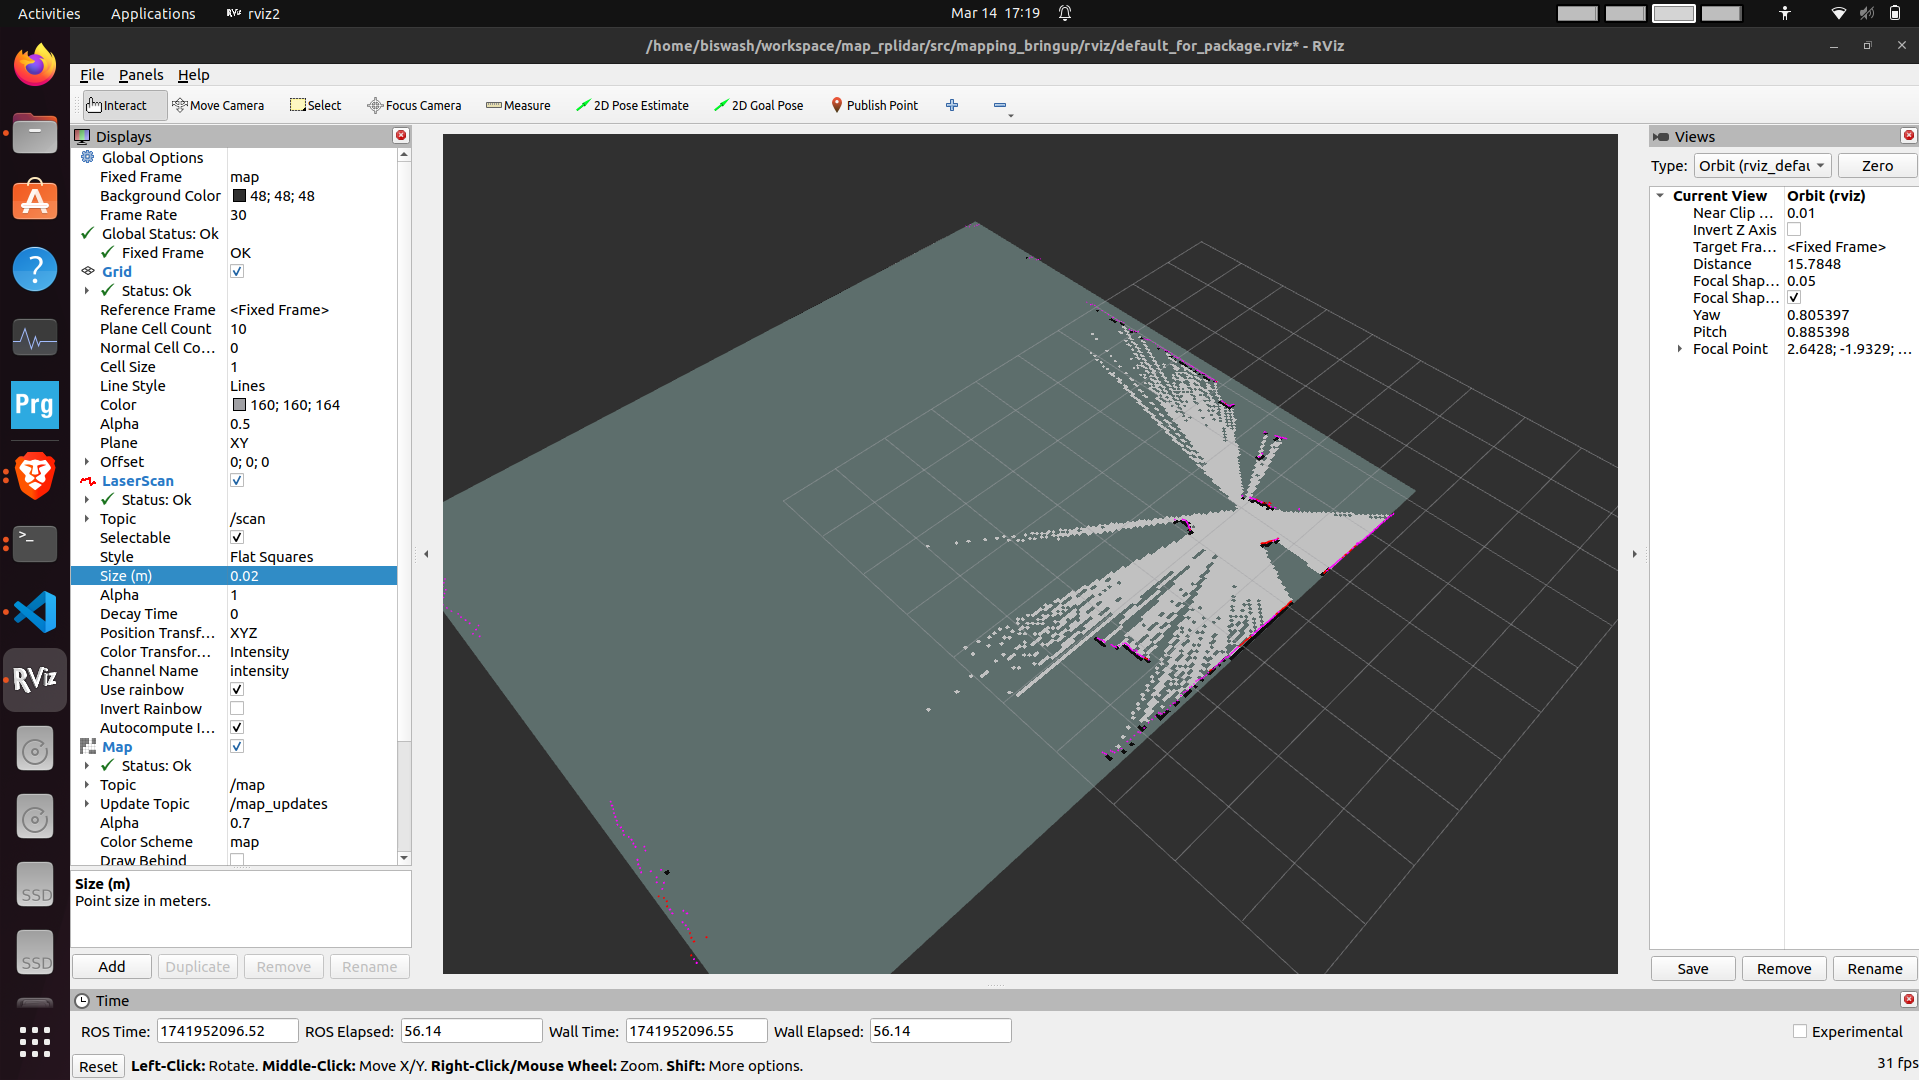 Activities Applications RViz rviz2 Mar 14 17:19
/home/biswash/workspace/map_rplidar/src/mapping_bringup/rviz/default_for_package.rviz* - RViz
File Panels Help
Interact Move Camera Select Focus Camera Measure 2D Pose Estimate 2D Goal Pose Publish Point
Displays
Global Options
Fixed Frame map
Background Color 48; 48; 48
Frame Rate 30
Global Status: Ok
Fixed Frame OK
Grid
Status: Ok
Reference Frame <Fixed Frame>
Plane Cell Count 10
Normal Cell Co... 0
Cell Size 1
Line Style Lines
Color 160; 160; 164
Alpha 0.5
Plane XY
Offset 0; 0; 0
LaserScan
Status: Ok
Topic /scan
Selectable
Style Flat Squares
Size (m) 0.02
Alpha 1
Decay Time 0
Position Transf... XYZ
Color Transfor... Intensity
Channel Name intensity
Use rainbow
Invert Rainbow
Autocompute I...
Map
Status: Ok
Topic /map
Update Topic /map_updates
Alpha 0.7
Color Scheme map
Draw Behind
Size (m)
Point size in meters.
Add Duplicate Remove Rename
Views
Type: Orbit (rviz_defau Zero
Current View Orbit (rviz)
Near Clip ... 0.01
Invert Z Axis
Target Fra... <Fixed Frame>
Distance 15.7848
Focal Shap... 0.05
Focal Shap...
Yaw 0.805397
Pitch 0.885398
Focal Point 2.6428; -1.9329; ...
Save Remove Rename
Time
ROS Time: 1741952096.52 ROS Elapsed: 56.14 Wall Time: 1741952096.55 Wall Elapsed: 56.14 Experimental
Reset Left-Click: Rotate. Middle-Click: Move X/Y. Right-Click/Mouse Wheel: Zoom. Shift: More options. 31 fps
Prg
>_
RViz
SSD
SSD